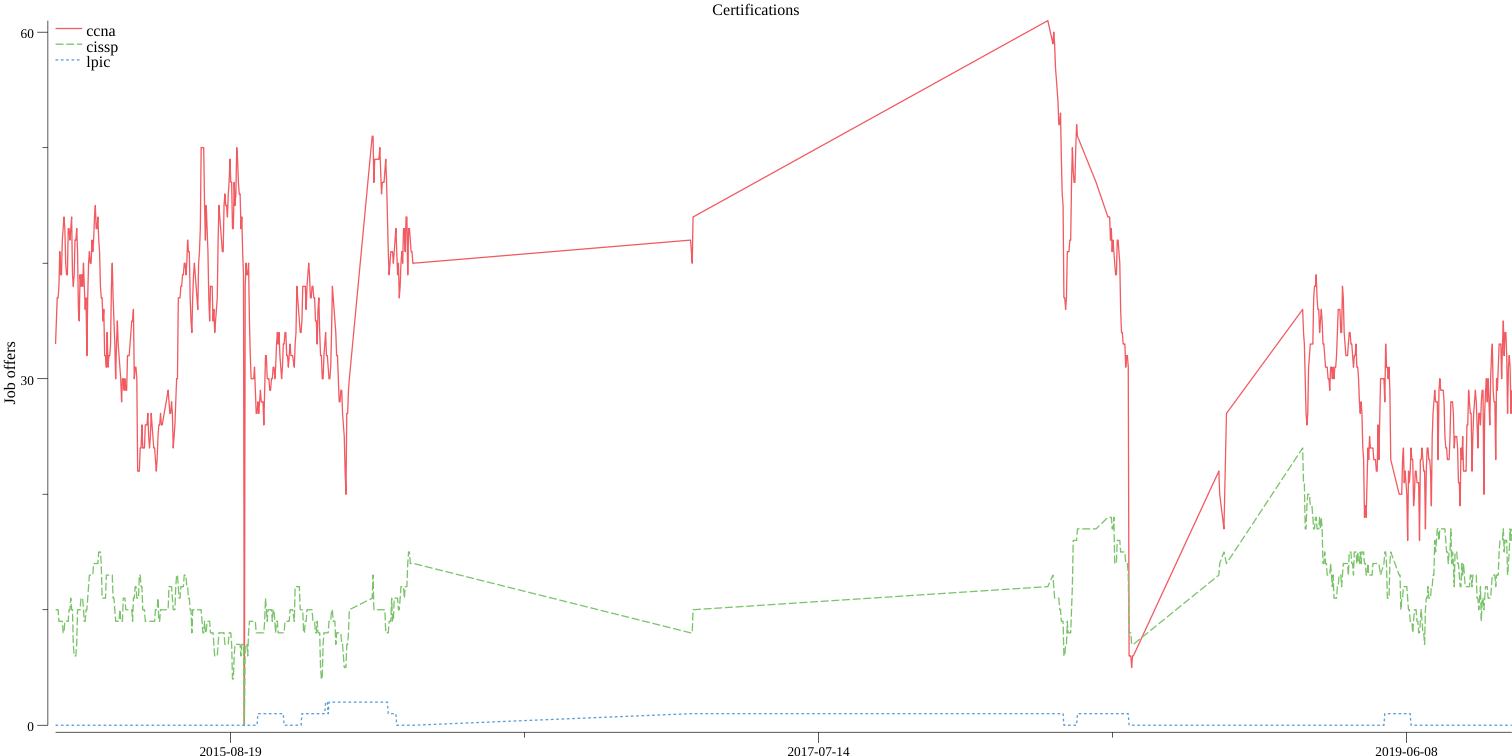 Certifications
60
ccna
cissp
lpic
Job offers
30
0
2015-08-19
2017-07-14
2019-06-08